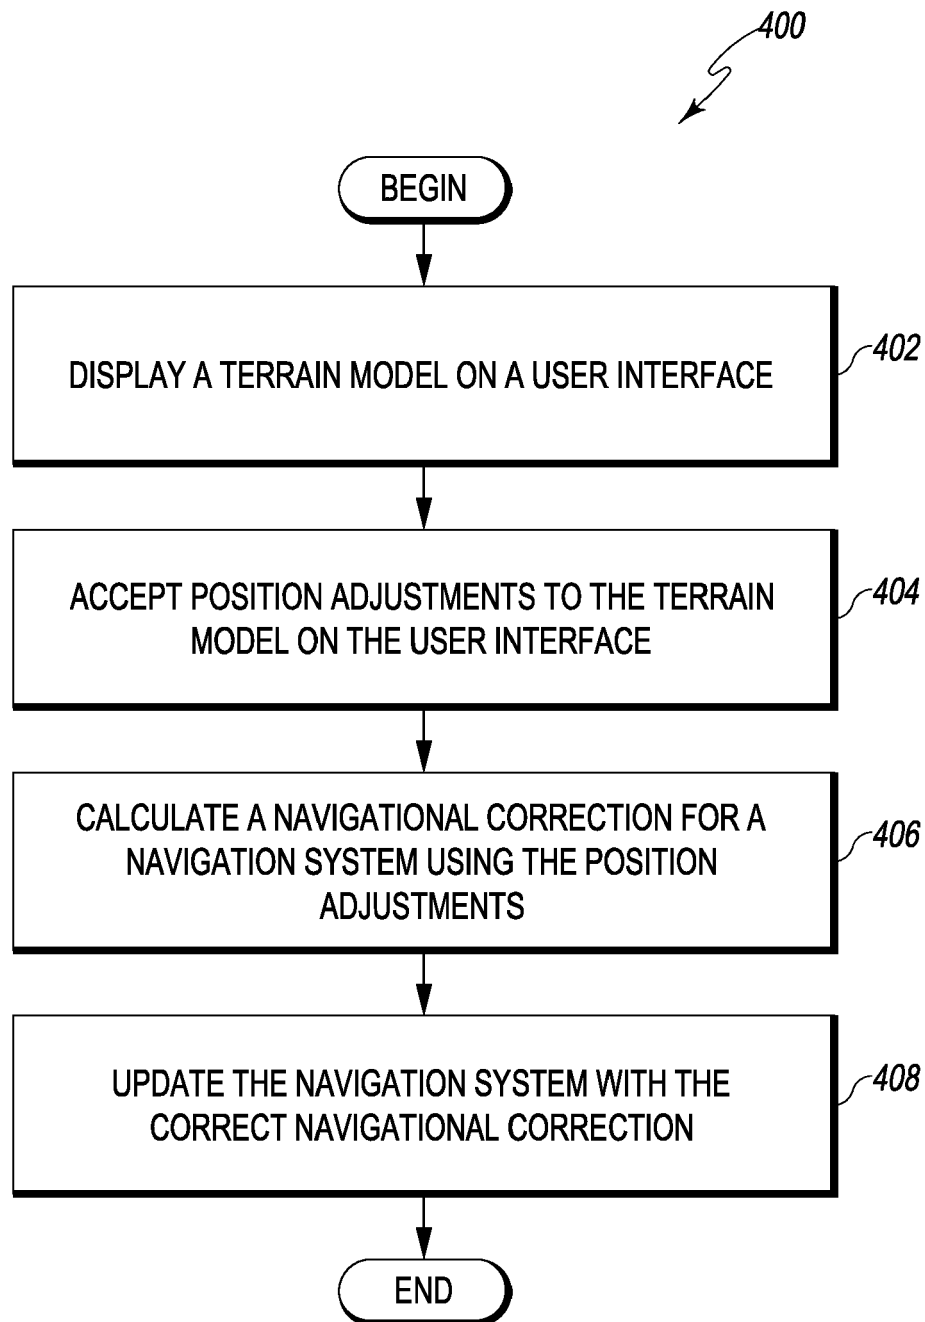 400
BEGIN
DISPLAY A TERRAIN MODEL ON A USER INTERFACE
402
ACCEPT POSITION ADJUSTMENTS TO THE TERRAIN
MODEL ON THE USER INTERFACE
404
CALCULATE A NAVIGATIONAL CORRECTION FOR A
NAVIGATION SYSTEM USING THE POSITION
ADJUSTMENTS
406
UPDATE THE NAVIGATION SYSTEM WITH THE
CORRECT NAVIGATIONAL CORRECTION
408
END